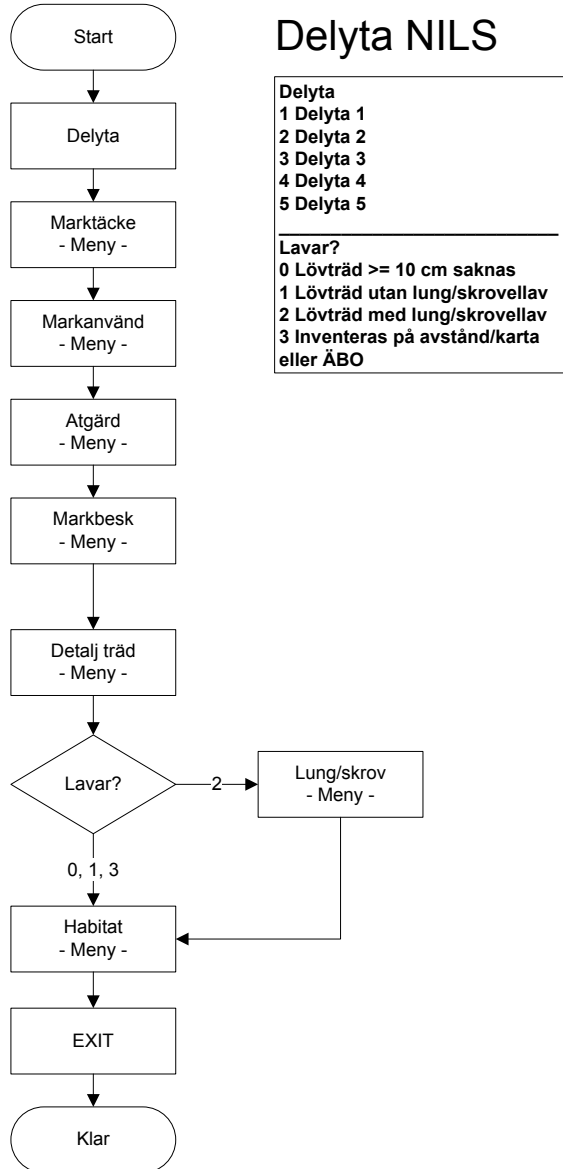 Delyta NILS
Start
Delyta
Marktäcke
- Meny -
Markanvänd
- Meny -
Atgärd
- Meny -
Markbesk
- Meny -
Detalj träd
- Meny -
Lavar?
2
Lung/skrov
- Meny -
0, 1, 3
Habitat
- Meny -
EXIT
Klar
Delyta
1 Delyta 1
2 Delyta 2
3 Delyta 3
4 Delyta 4
5 Delyta 5
Lavar?
0 Lövträd >= 10 cm saknas
1 Lövträd utan lung/skrovellav
2 Lövträd med lung/skrovellav
3 Inventeras på avstånd/karta
eller ÄBO